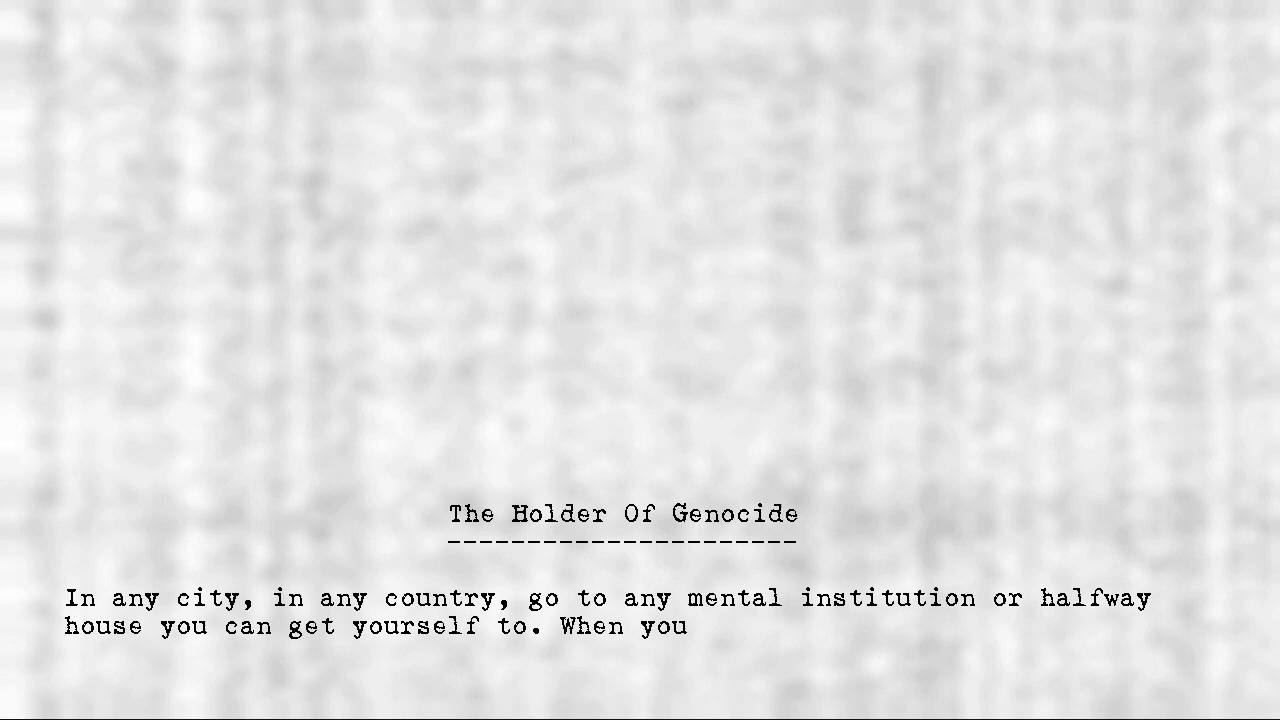 The Holder Of Genocide
----------------------
In any city, in any country, go to any mental institution or halfway
house you can get yourself to. When you